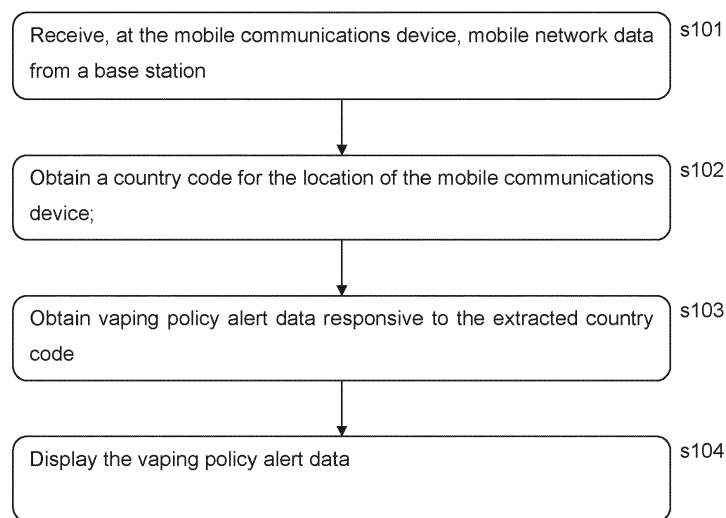 Receive, at the mobile communications device, mobile network data s101
from a base station
Obtain a country code for the location of the mobile communications s102
device;
Obtain vaping policy alert data responsive to the extracted country s103
code
Display the vaping policy alert data s104